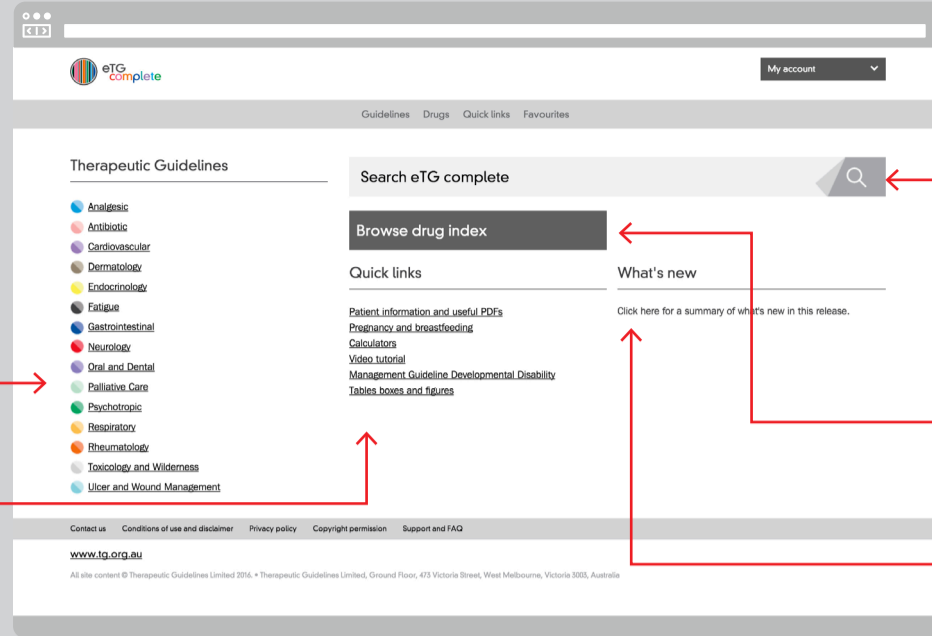 eTG
complete
My account
Guidelines Drugs Quick links Favourites
Therapeutic Guidelines
Analgesic
Antibiotic
Cardiovascular
Dermatology
Endocrinology
Fatigue
Gastrointestinal
Neurology
Oral and Dental
Palliative Care
Psychotropic
Respiratory
Rheumatology
Toxicology and Wilderness
Ulcer and Wound Management
Search eTG complete
Browse drug index
Quick links
Patient information and useful PDFs
Pregnancy and breastfeeding
Calculators
Video tutorial
Management Guideline Developmental Disability
Tables boxes and figures
What's new
Click here for a summary of what's new in this release.
Contact us Conditions of use and disclaimer Privacy policy Copyright permission Support and FAQ
www.tg.org.au
All site content © Therapeutic Guidelines Limited 2016. • Therapeutic Guidelines Limited, Ground Floor, 473 Victoria Street, West Melbourne, Victoria 3003, Australia